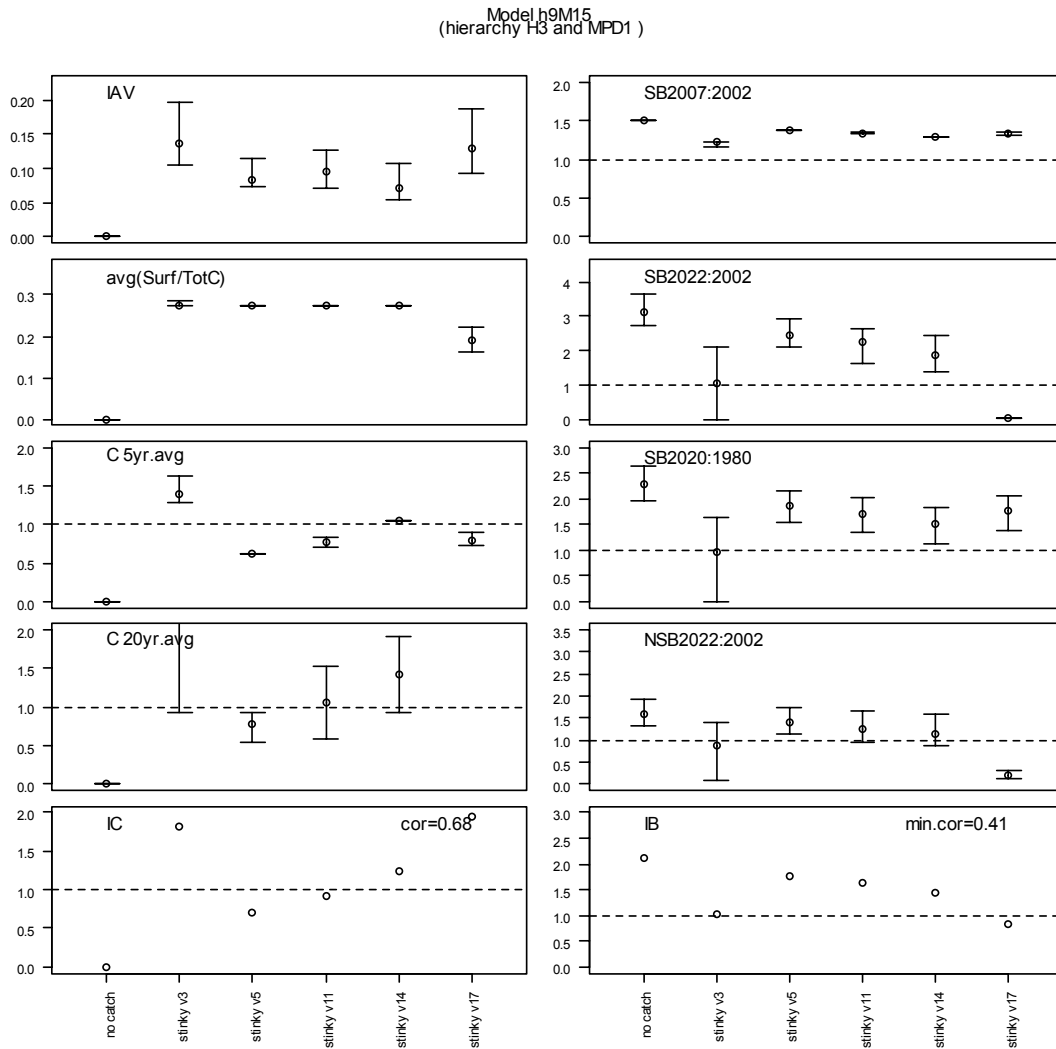 Model h9M15
(hierarchy H3 and MPD1 )
IAV
0.20
0.15
0.10
0.05
0.00
avg(Surf/TotC)
0.3
0.2
0.1
0.0
C 5yr.avg
2.0
1.5
1.0
0.5
0.0
C 20yr.avg
2.0
1.5
1.0
0.5
0.0
IC
cor=0.68
2.0
1.5
1.0
0.5
0.0
no catch
stinky v3
stinky v5
stinky v11
stinky v14
stinky v17
SB2007:2002
2.0
1.5
1.0
0.5
0.0
SB2022:2002
4
3
2
1
0
SB2020:1980
3.0
2.5
2.0
1.5
1.0
0.5
0.0
NSB2022:2002
3.5
3.0
2.5
2.0
1.5
1.0
0.5
0.0
IB
min.cor=0.41
3.0
2.5
2.0
1.5
1.0
0.5
0.0
no catch
stinky v3
stinky v5
stinky v11
stinky v14
stinky v17